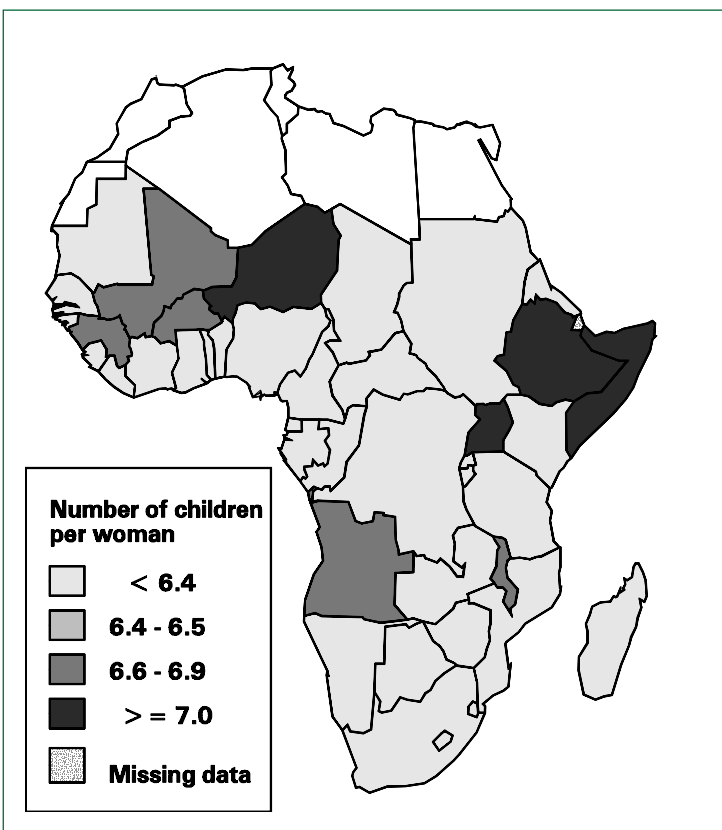 Number of children
per woman
< 6.4
6.4 - 6.5
6.6 - 6.9
> = 7.0
Missing data